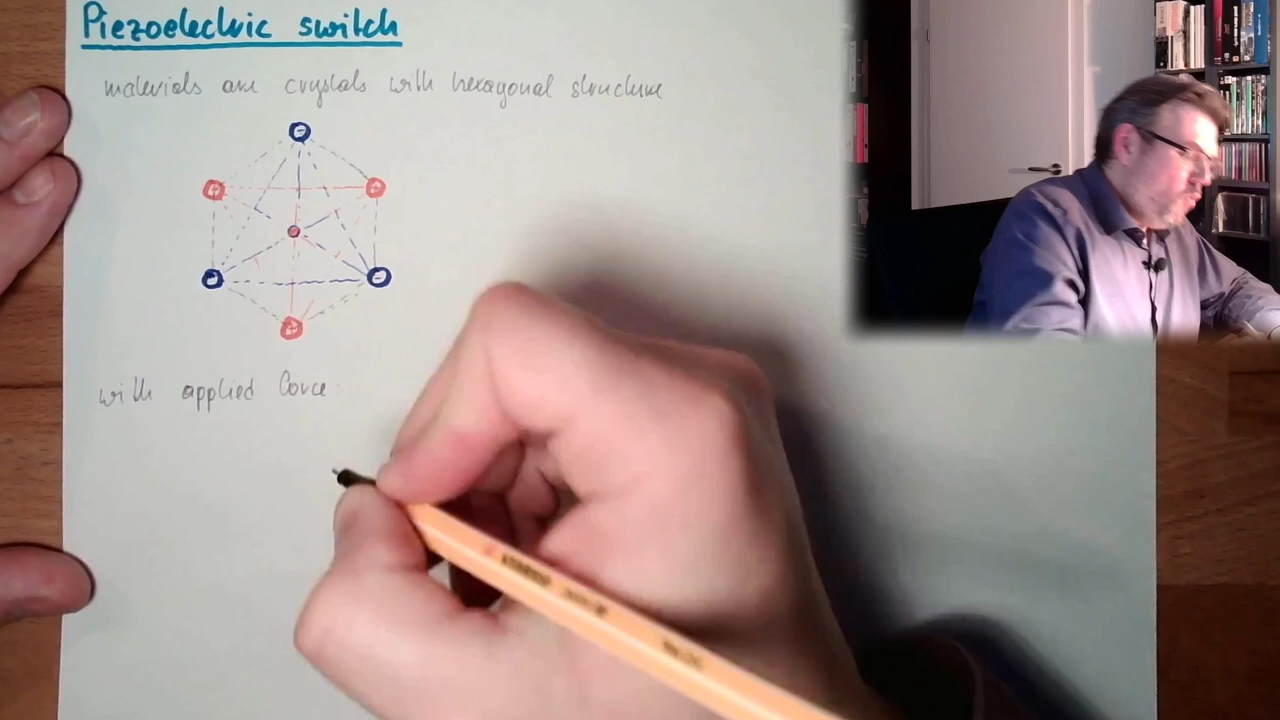 Piezoelectric switch
materials are crystals with hexagonal structure
-
+ +
- -
+
with applied force: